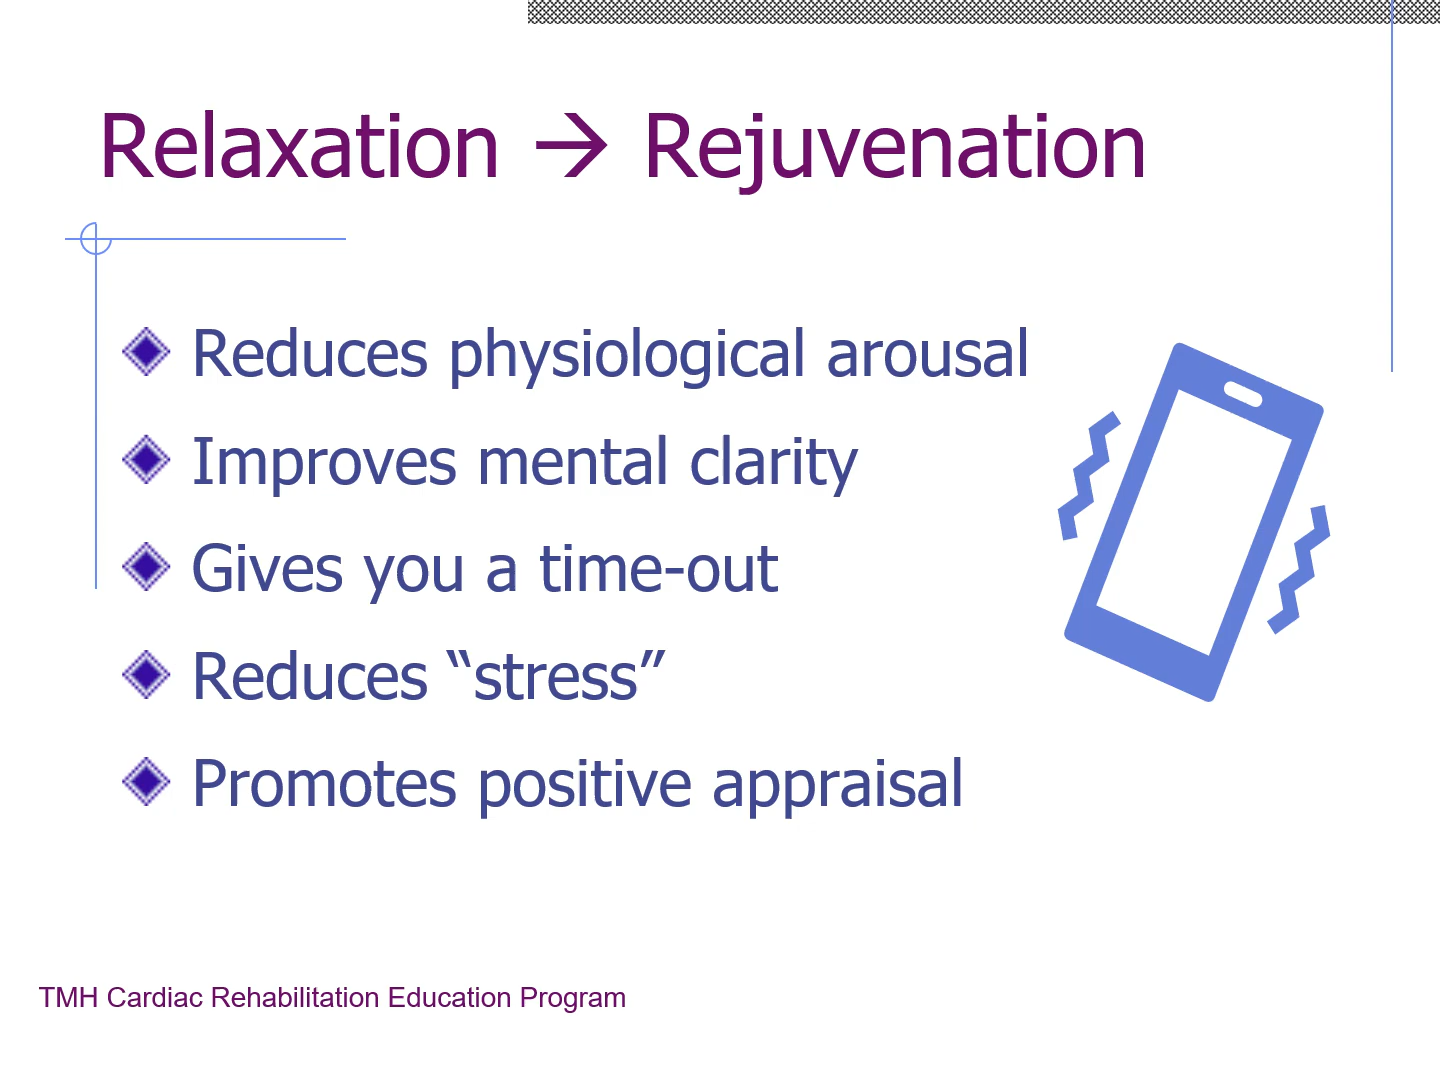 Relaxation → Rejuvenation
Reduces physiological arousal
Improves mental clarity
Gives you a time-out
Reduces “stress”
Promotes positive appraisal
TMH Cardiac Rehabilitation Education Program